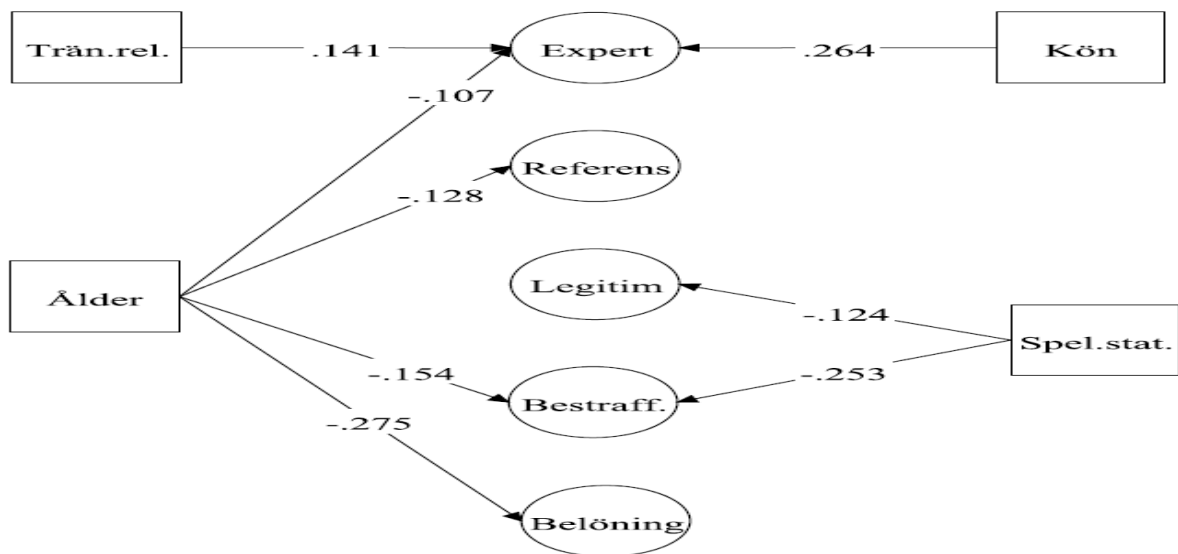 Trän.rel.
.141
Expert
.264
Kön
-.107
Referens
-.128
Ålder
Legitim
-.124
Spel.stat.
-.154
-.253
Bestraff.
-.275
Belöning